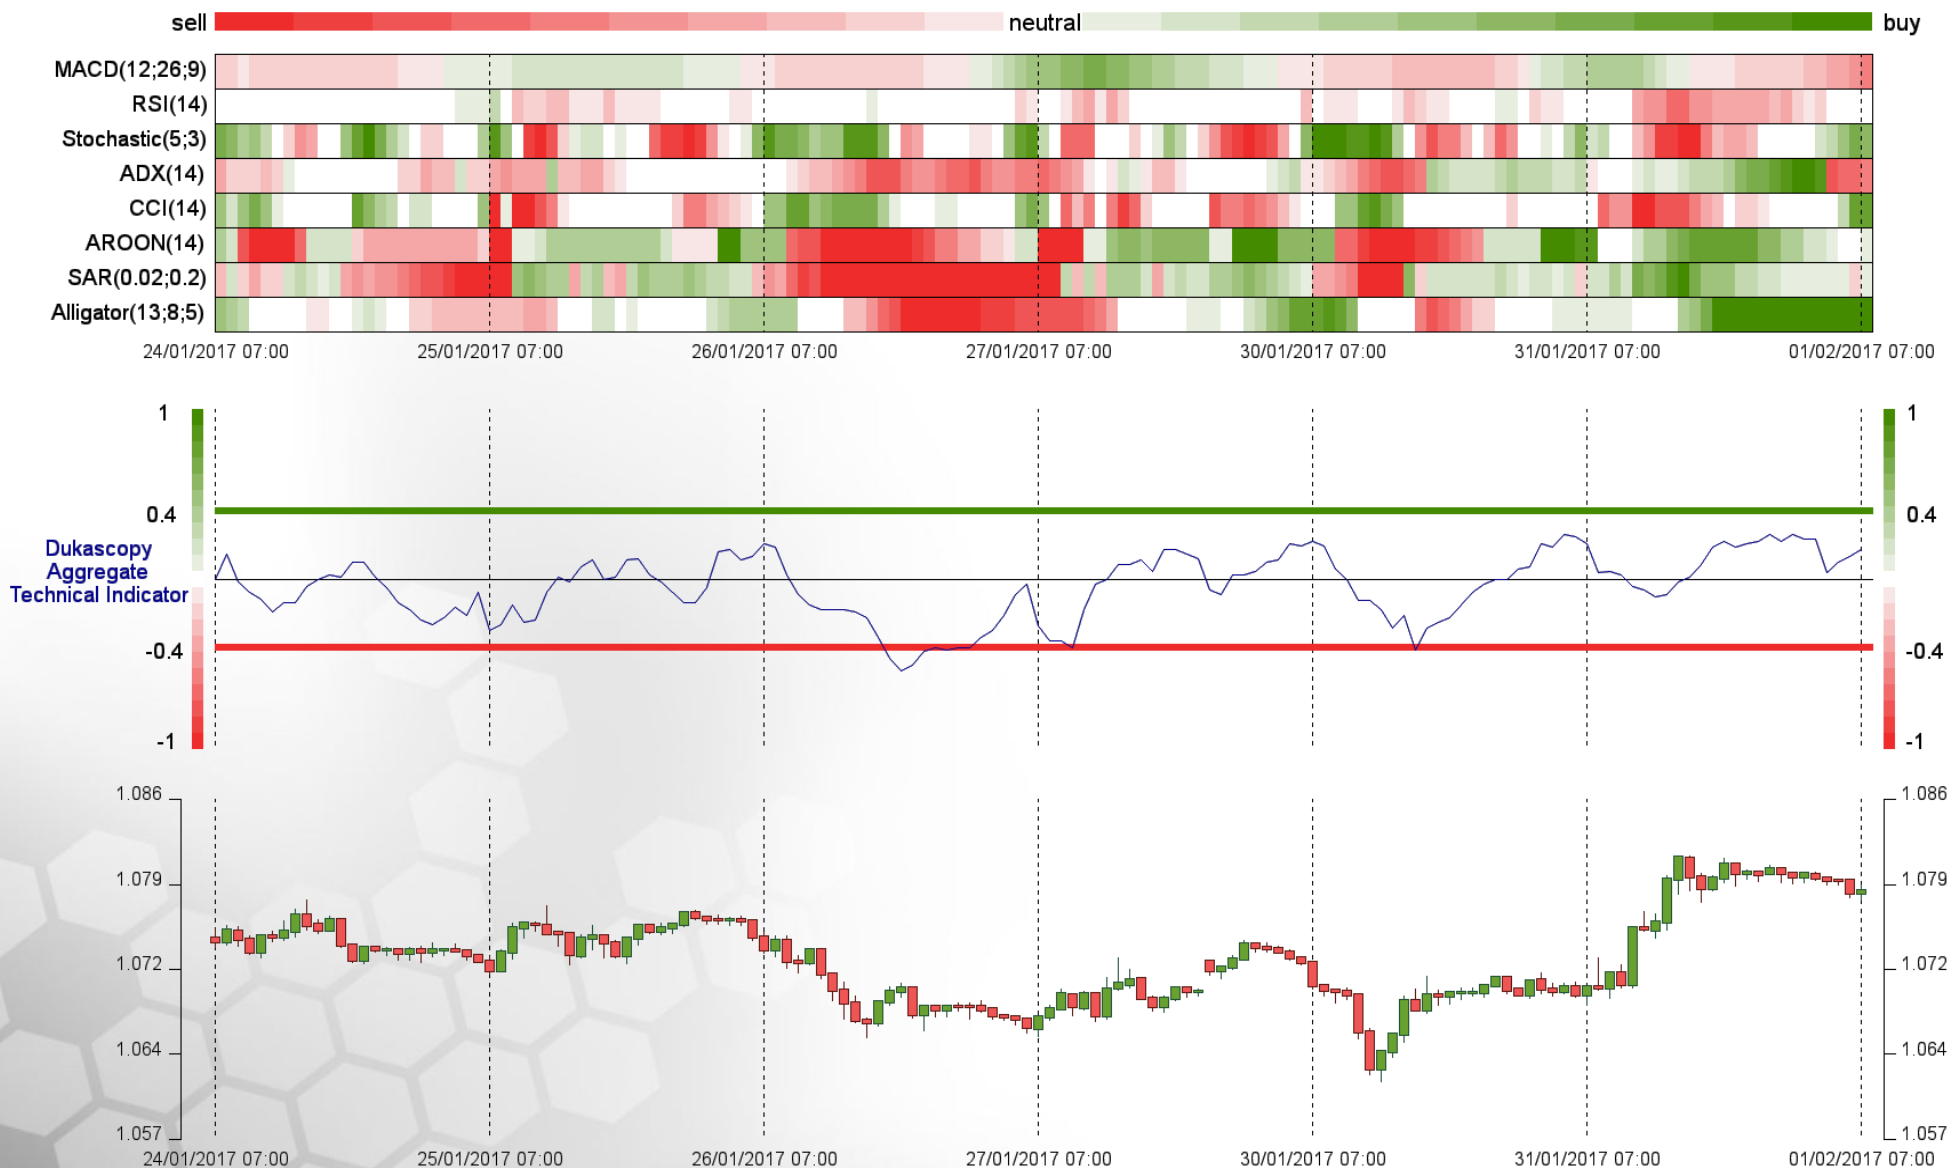 sell neutral buy
MACD(12;26;9)
RSI(14)
Stochastic(5;3)
ADX(14)
CCI(14)
AROON(14)
SAR(0.02;0.2)
Alligator(13;8;5)
24/01/2017 07:00 25/01/2017 07:00 26/01/2017 07:00 27/01/2017 07:00 30/01/2017 07:00 31/01/2017 07:00 01/02/2017 07:00
1 1
0.4 0.4
Dukascopy
Aggregate
Technical Indicator
-0.4 -0.4
-1 -1
1.086 1.086
1.079 1.079
1.072 1.072
1.064 1.064
1.057 1.057
24/01/2017 07:00 25/01/2017 07:00 26/01/2017 07:00 27/01/2017 07:00 30/01/2017 07:00 31/01/2017 07:00 01/02/2017 07:00